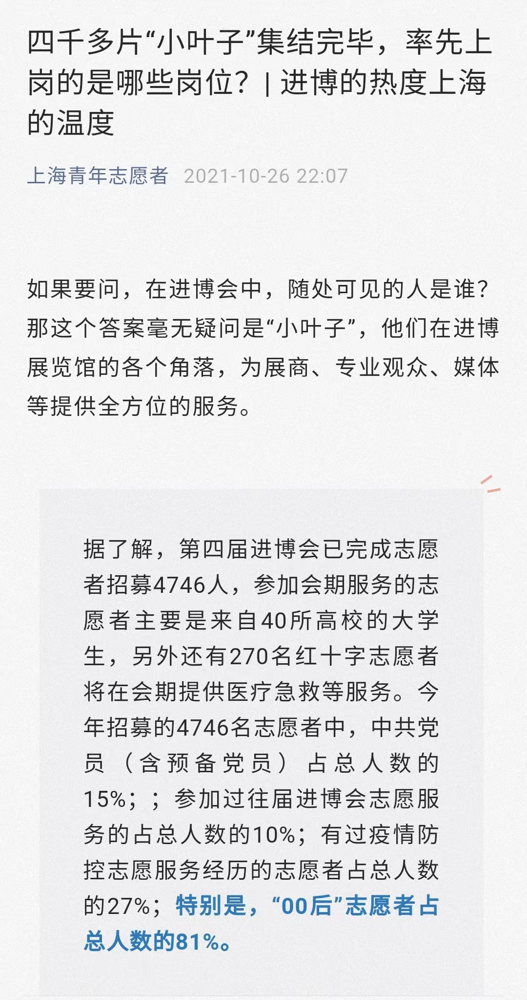 四千多片“小叶子”集结完毕，率先上
岗的是哪些岗位？| 进博的热度上海
的温度
上海青年志愿者 2021-10-26 22:07
如果要问，在进博会中，随处可见的人是谁？
那这个答案毫无疑问是“小叶子”，他们在进博
展览馆的各个角落，为展商、专业观众、媒体
等提供全方位的服务。
据了解，第四届进博会已完成志愿
者招募4746人，参加会期服务的志
愿者主要是来自40所高校的大学
生，另外还有270名红十字志愿者
将在会期提供医疗急救等服务。今
年招募的4746名志愿者中，中共党
员（含预备党员）占总人数的
15%；；参加过往届进博会志愿服
务的占总人数的10%；有过疫情防
控志愿服务经历的志愿者占总人数
的27%；特别是，“00后”志愿者占
总人数的81%。